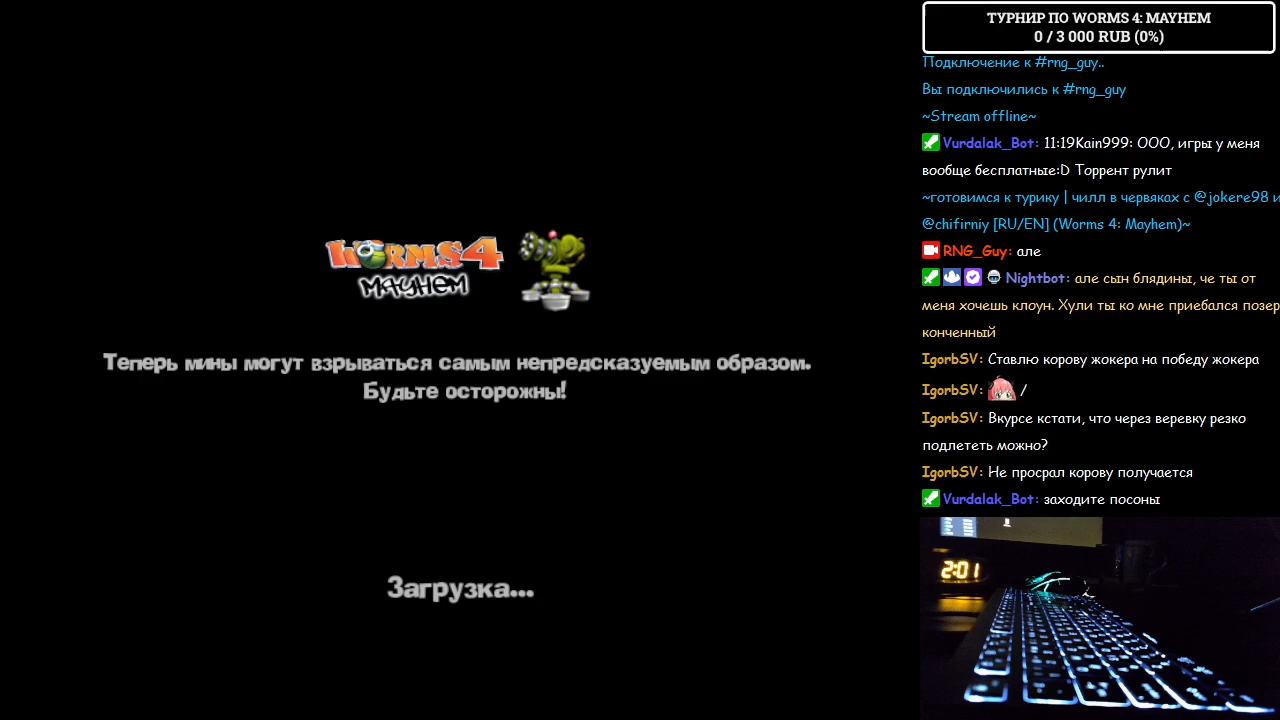 WORMS 4
MAYHEM
Теперь мины могут взрываться самым непредсказуемым образом.
Будьте осторожны!
Загрузка...
ТУРНИР ПО WORMS 4: MAYHEM
0 / 3 000 RUB (0%)
Подключение к #rng_guy..
Вы подключились к #rng_guy
~Stream offline~
Vurdalak_Bot: 11:19Kain999: ООО, игры у меня
вообще бесплатные:D Торрент рулит
~готовимся к турику | чилл в червяках с @jokere98 и
@chifirniy [RU/EN] (Worms 4: Mayhem)~
RNG_Guy: але
Nightbot: але сын блядины, че ты от
меня хочешь клоун. Хули ты ко мне приебался позер
конченный
IgorbSV: Ставлю корову жокера на победу жокера
IgorbSV: /
IgorbSV: Вкурсе кстати, что через веревку резко
подлететь можно?
IgorbSV: Не просрал корову получается
Vurdalak_Bot: заходите посоны
2:01